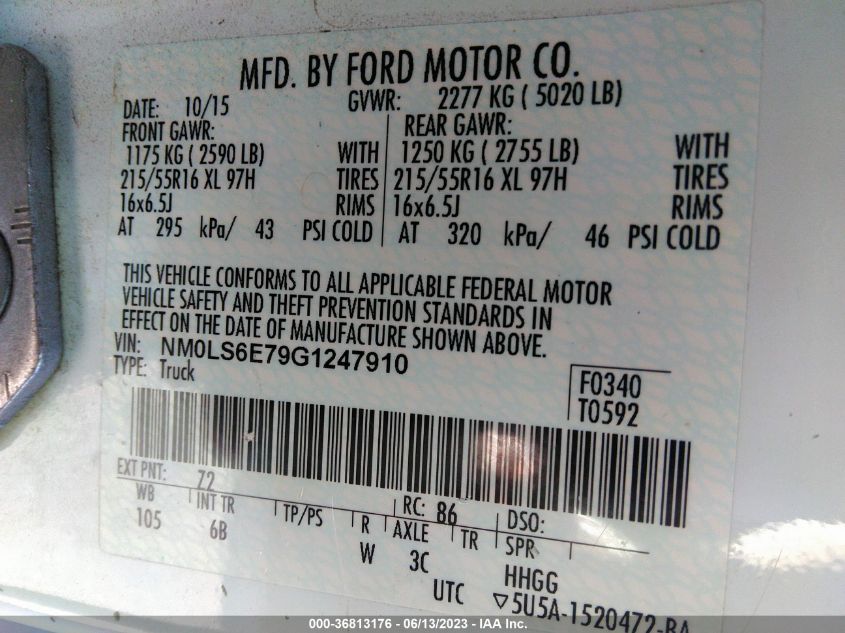 MFD. BY FORD MOTOR CO.
DATE: 10/15 GVWR: 2277 KG ( 5020 LB)
FRONT GAWR: REAR GAWR:
1175 KG ( 2590 LB) WITH 1250 KG ( 2755 LB) WITH
215/55R16 XL 97H TIRES 215/55R16 XL 97H TIRES
16x6.5J RIMS 16x6.5J RIMS
AT 295 kPa/ 43 PSI COLD AT 320 kPa/ 46 PSI COLD
THIS VEHICLE CONFORMS TO ALL APPLICABLE FEDERAL MOTOR
VEHICLE SAFETY AND THEFT PREVENTION STANDARDS IN
EFFECT ON THE DATE OF MANUFACTURE SHOWN ABOVE.
VIN: NM0LS6E79G1247910
TYPE: Truck
F0340
T0592
EXT PNT: Z2 RC: 86 DSO:
WB INT TR TP/PS R AXLE TR SPR
105 6B W 3C HHGG
UTC ▽5U5A-1520472-BA
000-36813176 - 06/13/2023 - IAA Inc.